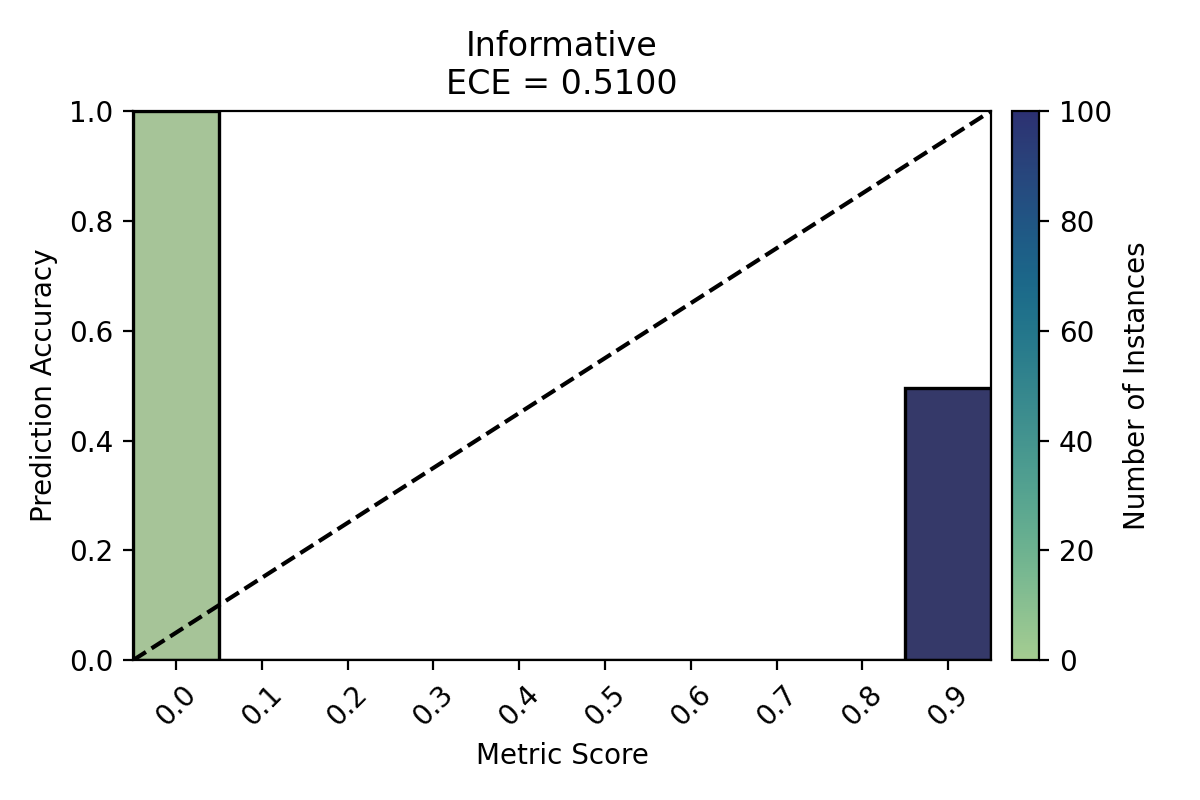 Informative
ECE = 0.5100
Prediction Accuracy
1.0
0.8
0.6
0.4
0.2
0.0
0.0 0.1 0.2 0.3 0.4 0.5 0.6 0.7 0.8 0.9
Metric Score
100
80
60
40
20
0
Number of Instances